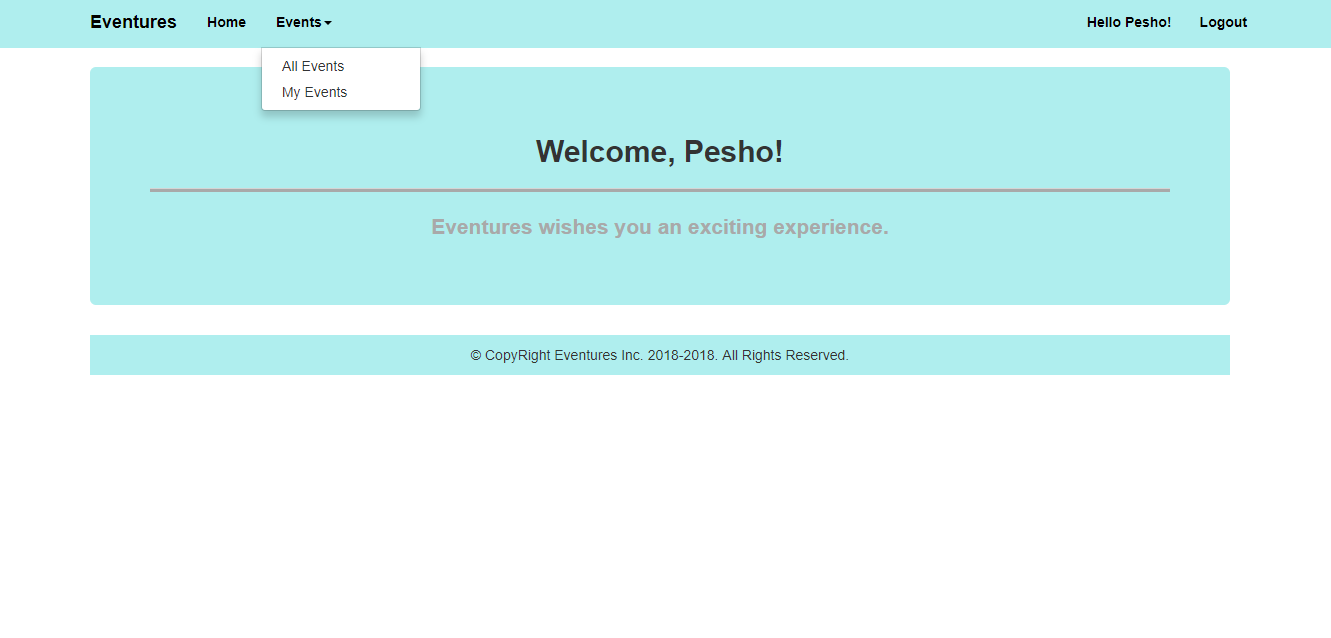 Eventures Home Events Hello Pesho! Logout
All Events
My Events
Welcome, Pesho!
Eventures wishes you an exciting experience.
© CopyRight Eventures Inc. 2018-2018. All Rights Reserved.